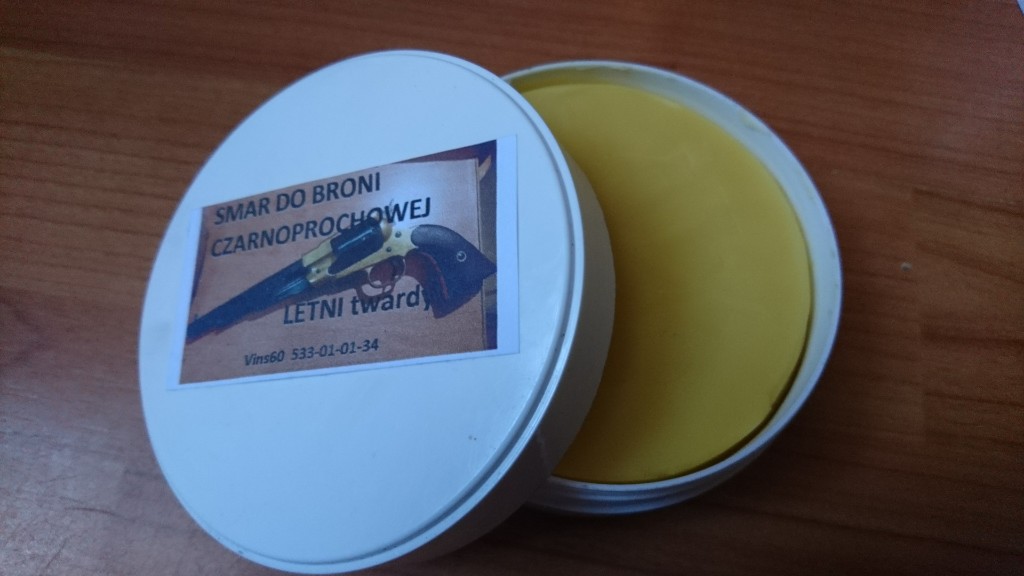 SMAR DO BRONI
CZARNOPROCHOWEJ
LETNI twardy
Vins60 533-01-01-34